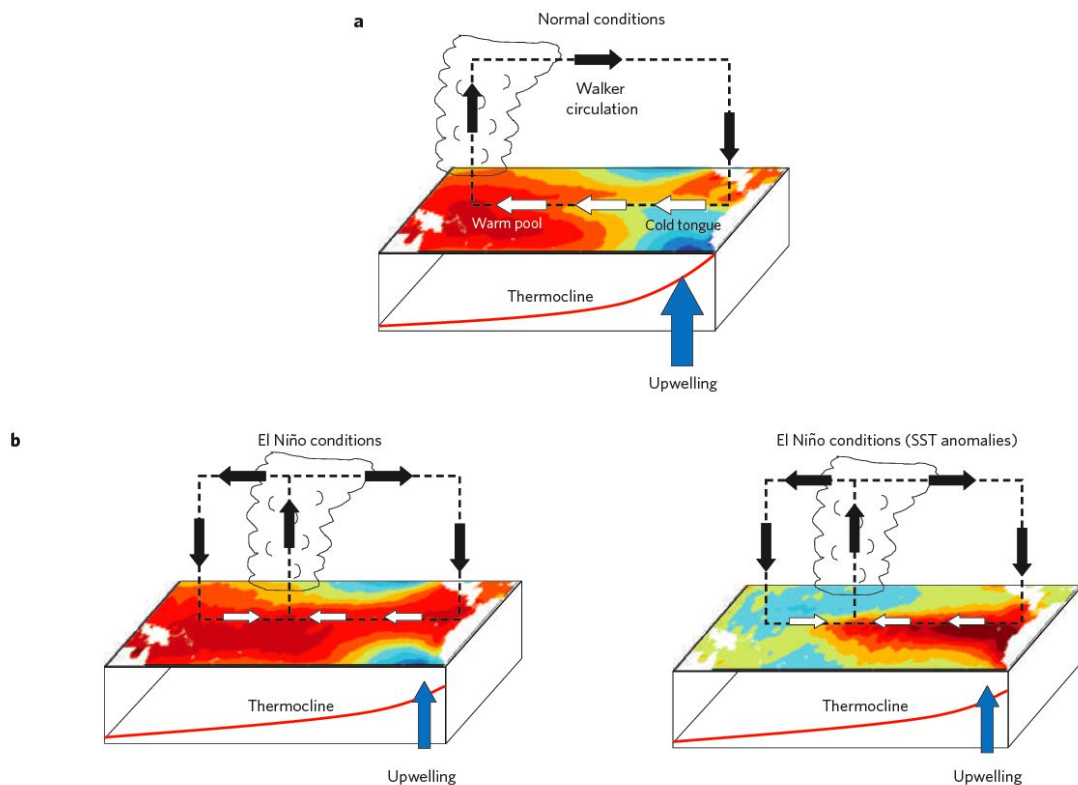 a
Normal conditions
Walker
circulation
Warm pool
Cold tongue
Thermocline
Upwelling
b
El Niño conditions
Thermocline
Upwelling
El Niño conditions (SST anomalies)
Thermocline
Upwelling